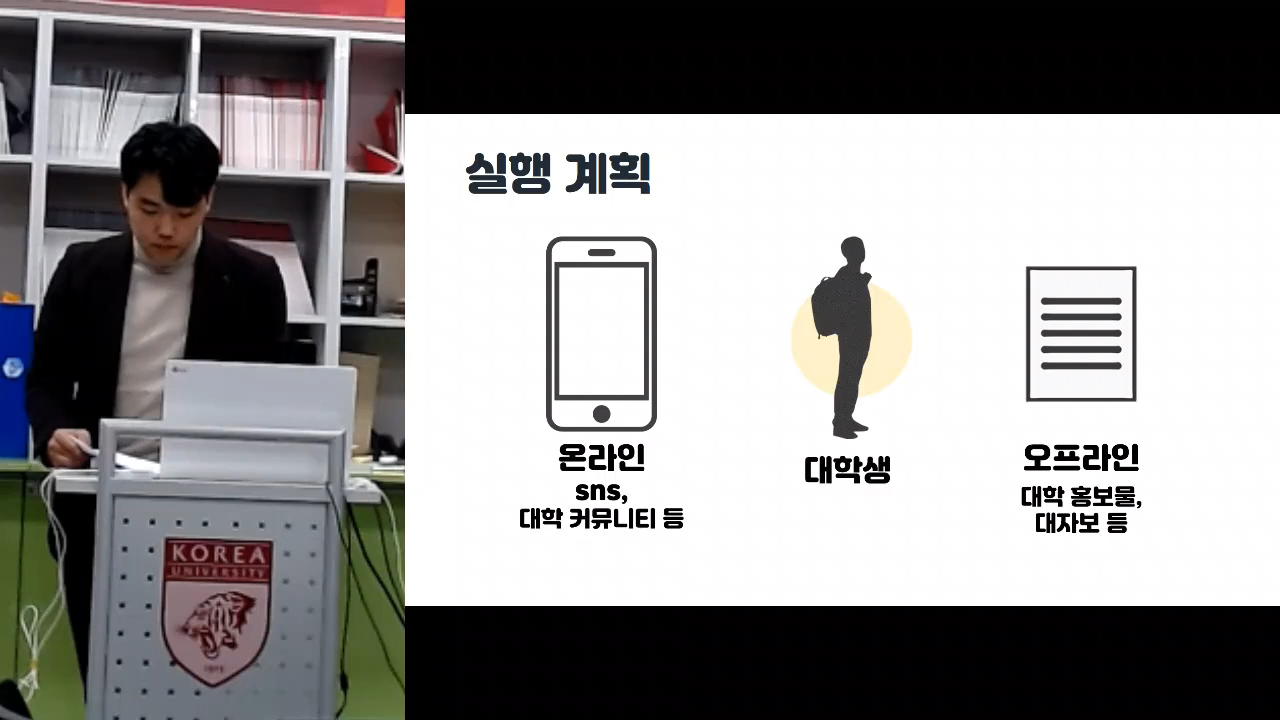 실행 계획
온라인
sns,
대학 커뮤니티 등
대학생
오프라인
대학 홍보물,
대자보 등
KOREA
UNIVERSITY